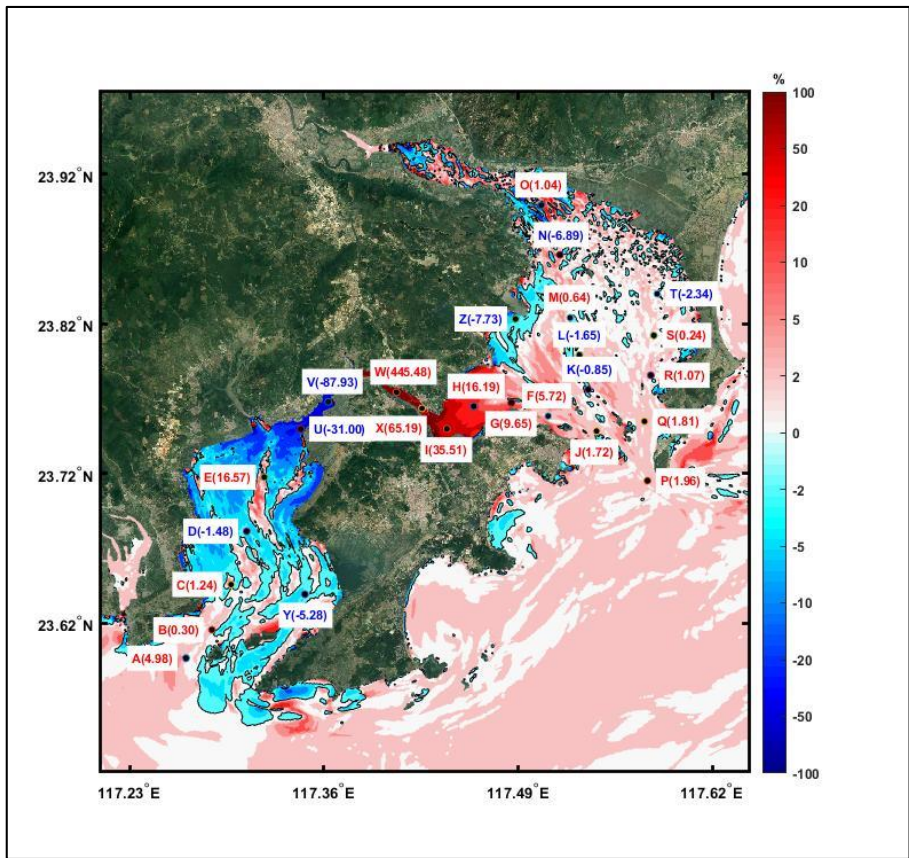 %
100
50
20
10
5
2
0
-2
-5
-10
-20
-50
-100
23.92°N
23.82°N
23.72°N
23.62°N
O(1.04)
N(-6.89)
T(-2.34)
M(0.64)
Z(-7.73)
L(-1.65)
S(0.24)
K(-0.85)
W(445.48)
V(-87.93)
H(16.19)
R(1.07)
F(5.72)
X(65.19)
G(9.65)
Q(1.81)
U(-31.00)
I(35.51)
J(1.72)
E(16.57)
P(1.96)
D(-1.48)
C(1.24)
Y(-5.28)
B(0.30)
A(4.98)
117.23°E
117.36°E
117.49°E
117.62°E